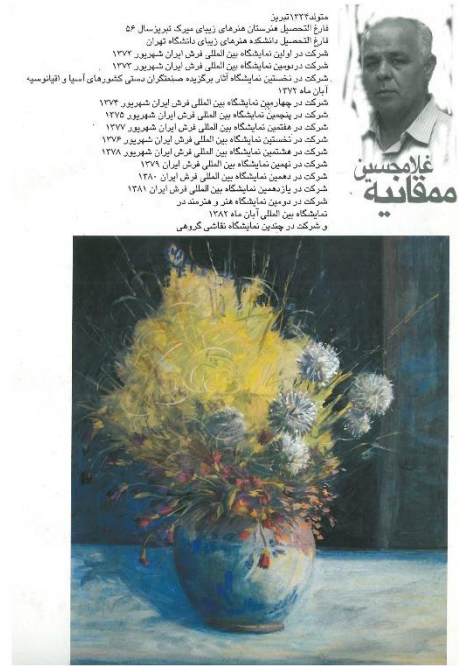 متولد۱۲۳۴تبریز
فارغ التحصیل هنرستان هنرهای زیبای میرک تبریزسال ۵۶
فارغ التحصیل دانشکده هنرهای زیبای دانشگاه تهران
شرکت در اولین نمایشگاه بین المللی فرش ایران شهریور ۱۳۷۲
شرکت دردومین نمایشگاه بین المللی فرش ایران شهریور ۱۳۷۳
شرکت در نخستین نمایشگاه آثار برگزیده صنعتگران دستی کشورهای آسیا و اقیانوسیه
آبان ماه ۱۳۷۲
شرکت در چهارمین نمایشگاه بین المللی فرش ایران شهریور ۱۳۷۴
شرکت در پنجمین نمایشگاه بین المللی فرش ایران شهریور ۱۳۷۵
شرکت در هفتمین نمایشگاه بین المللی فرش ایران شهریور ۱۳۷۷
شرکت در نخستین نمایشگاه بین المللی فرش ایران شهریور ۱۳۷۶
شرکت در هشتمین نمایشگاه بین المللی فرش ایران شهریور ۱۳۷۸
شرکت در نهمین نمایشگاه بین المللی فرش ایران ۱۳۷۹
شرکت در دهمین نمایشگاه بین المللی فرش ایران ۱۳۸۰
شرکت در یازدهمین نمایشگاه بین المللی فرش ایران ۱۳۸۱
شرکت در دومین نمایشگاه هنر و هنرمند در
نمایشگاه بین المللی آبان ماه ۱۳۸۲
و شرکت در چندین نمایشگاه نقاشی گروهی
غلامحسین
ممقانیه